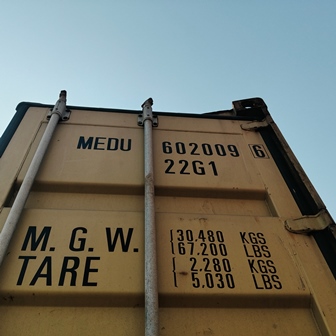 MEDU 602009 6
22G1
M. G. W. 30.480 KGS
67.200 LBS
TARE 2.280 KGS
5.030 LBS